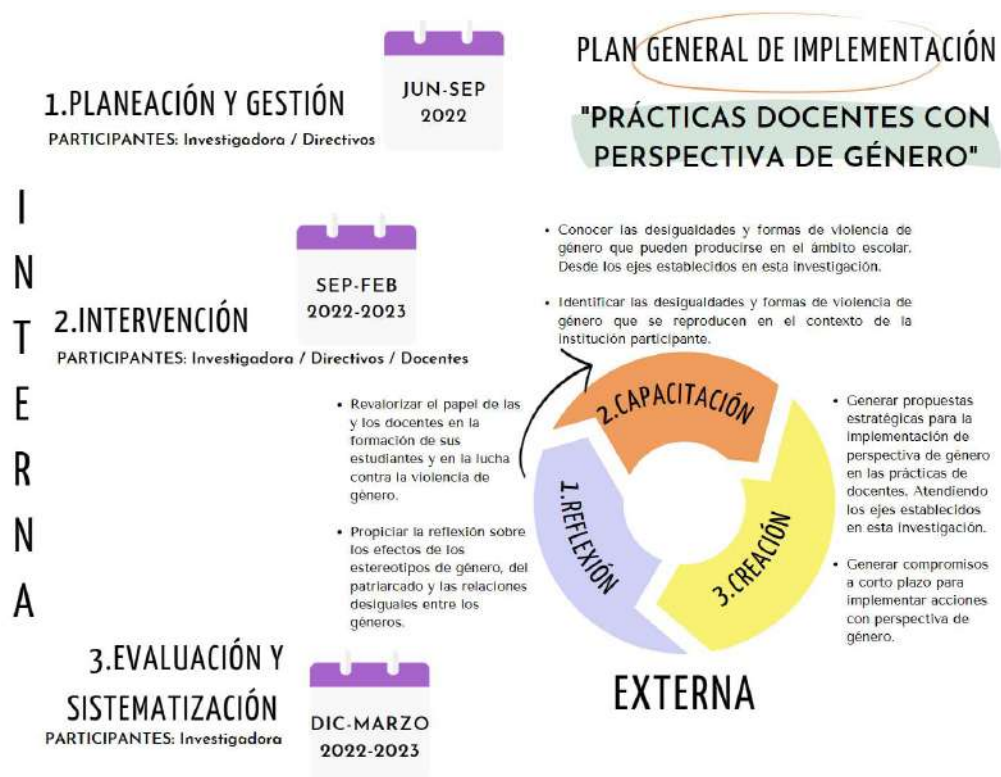 PLAN GENERAL DE IMPLEMENTACIÓN
"PRÁCTICAS DOCENTES CON
PERSPECTIVA DE GÉNERO"
INTERNA
1.PLANEACIÓN Y GESTIÓN
PARTICIPANTES: Investigadora / Directivos
JUN-SEP
2022
2.INTERVENCIÓN
PARTICIPANTES: Investigadora / Directivos / Docentes
SEP-FEB
2022-2023
3.EVALUACIÓN Y
SISTEMATIZACIÓN
PARTICIPANTES: Investigadora
DIC-MARZO
2022-2023
• Conocer las desigualdades y formas de violencia de
género que pueden producirse en el ámbito escolar.
Desde los ejes establecidos en esta investigación.
• Identificar las desigualdades y formas de violencia de
género que se reproducen en el contexto de la
institución participante.
• Revalorizar el papel de las
y los docentes en la
formación de sus
estudiantes y en la lucha
contra la violencia de
género.
• Propiciar la reflexión sobre
los efectos de los
estereotipos de género, del
patriarcado y las relaciones
desiguales entre los
géneros.
1.REFLEXIÓN
2.CAPACITACIÓN
3.CREACIÓN
• Generar propuestas
estratégicas para la
implementación de
perspectiva de género
en las prácticas de
docentes. Atendiendo
los ejes establecidos
en esta investigación.
• Generar compromisos
a corto plazo para
implementar acciones
con perspectiva de
género.
EXTERNA